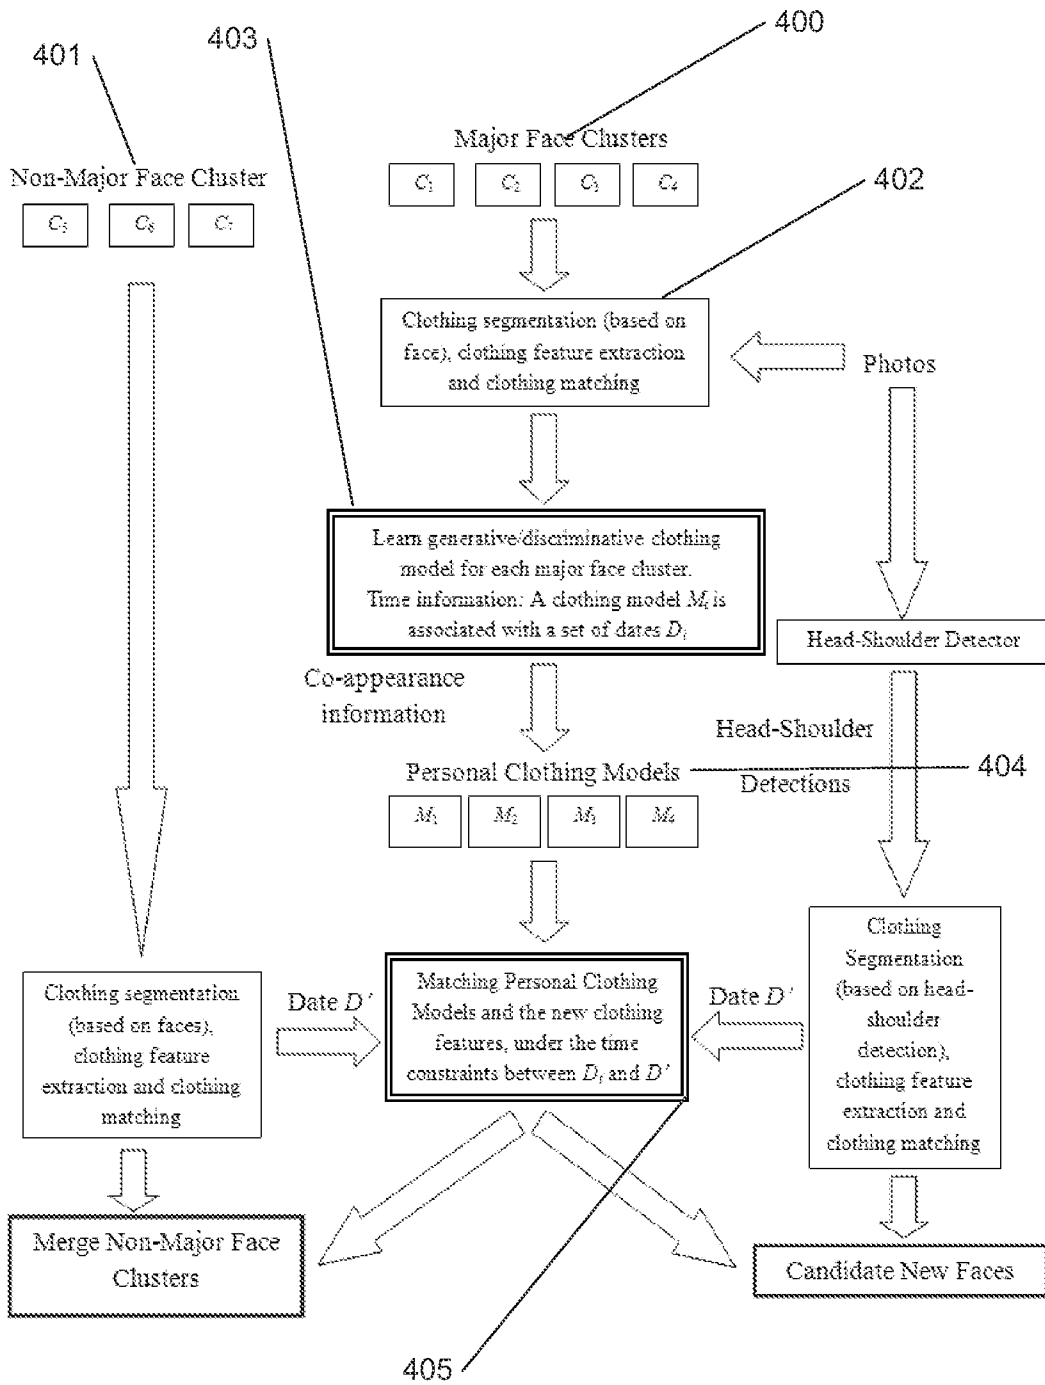 403
400
401
Major Face Clusters
Non-Major Face Cluster
C1 C2 C3 C4
402
C5 C6 C7
Clothing segmentation (based on
face), clothing feature extraction
and clothing matching
Photos
Learn generative/discriminative clothing
model for each major face cluster.
Time information: A clothing model Mi is
associated with a set of dates Di
Head-Shoulder Detector
Co-appearance
information
Head-Shoulder
Detections
Personal Clothing Models
404
M1 M2 M3 M4
Clothing segmentation
(based on faces),
clothing feature
extraction and clothing
matching
Date D'
Matching Personal Clothing
Models and the new clothing
features, under the time
constraints between Di and D'
Date D'
Clothing
Segmentation
(based on head-
shoulder
detection),
clothing feature
extraction and
clothing matching
Merge Non-Major Face
Clusters
Candidate New Faces
405